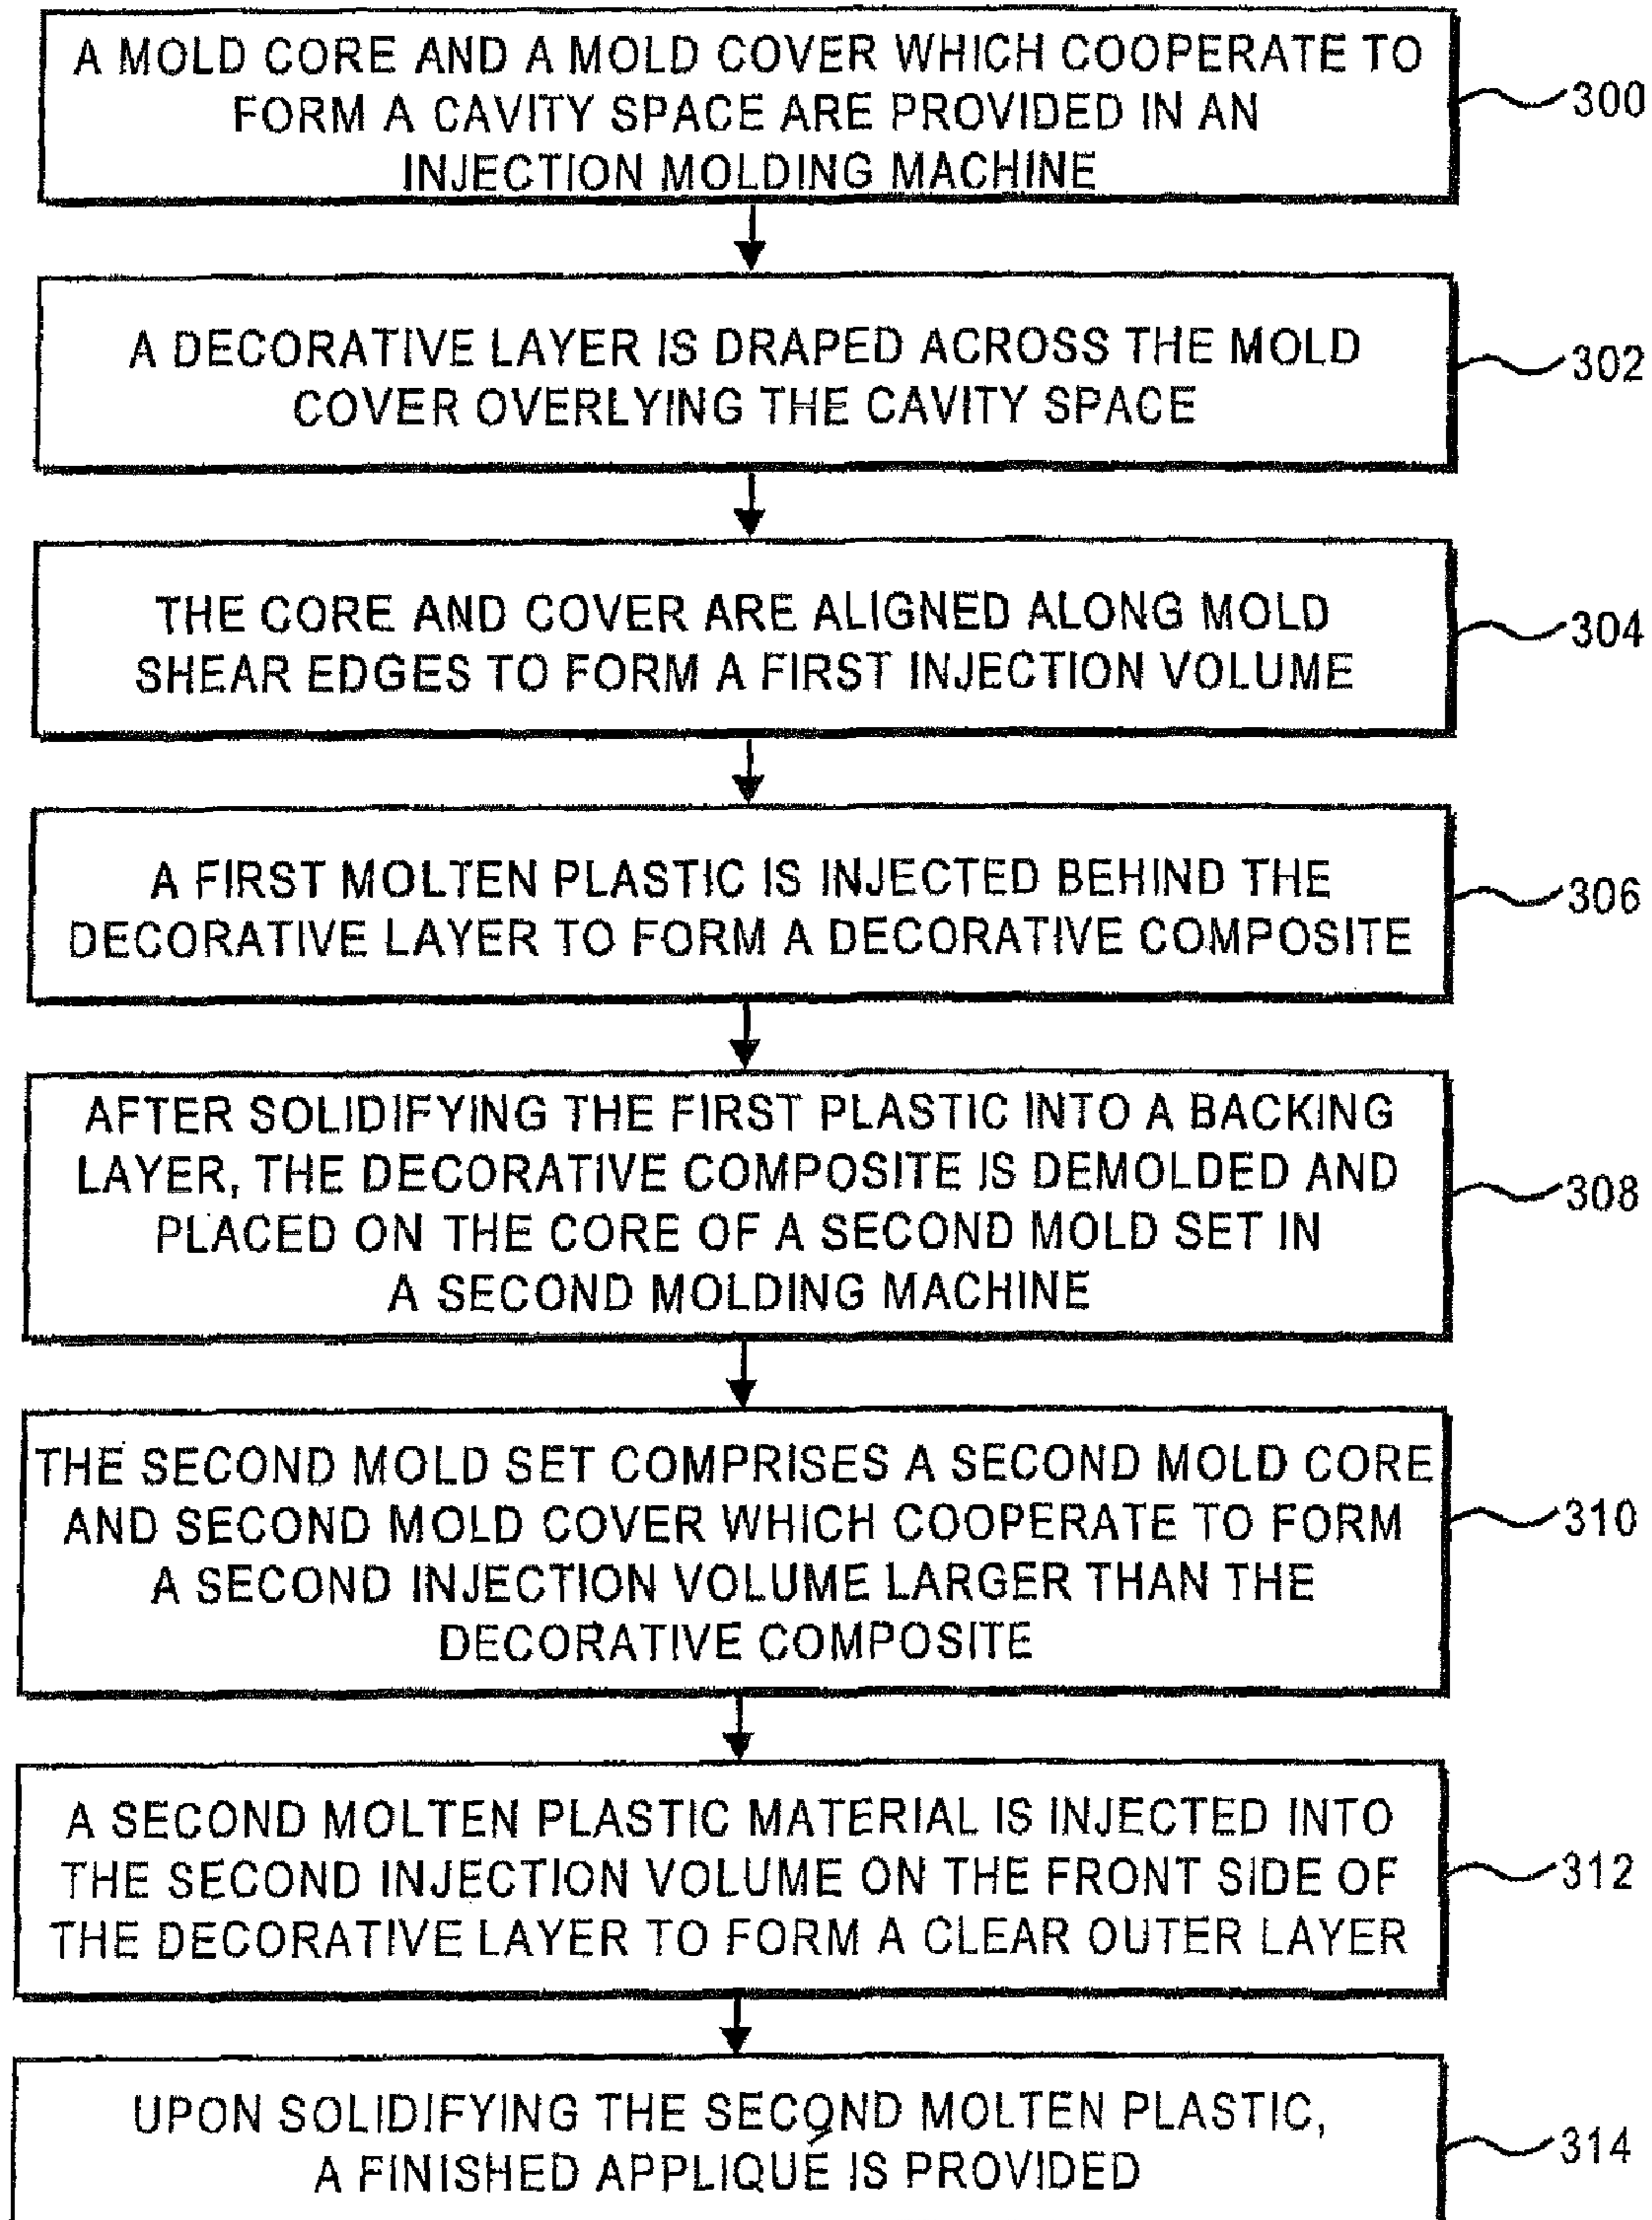 A MOLD CORE AND A MOLD COVER WHICH COOPERATE TO
FORM A CAVITY SPACE ARE PROVIDED IN AN
INJECTION MOLDING MACHINE
300
A DECORATIVE LAYER IS DRAPED ACROSS THE MOLD
COVER OVERLYING THE CAVITY SPACE
302
THE CORE AND COVER ARE ALIGNED ALONG MOLD
SHEAR EDGES TO FORM A FIRST INJECTION VOLUME
304
A FIRST MOLTEN PLASTIC IS INJECTED BEHIND THE
DECORATIVE LAYER TO FORM A DECORATIVE COMPOSITE
306
AFTER SOLIDIFYING THE FIRST PLASTIC INTO A BACKING
LAYER, THE DECORATIVE COMPOSITE IS DEMOLDED AND
PLACED ON THE CORE OF A SECOND MOLD SET IN
A SECOND MOLDING MACHINE
308
THE SECOND MOLD SET COMPRISES A SECOND MOLD CORE
AND SECOND MOLD COVER WHICH COOPERATE TO FORM
A SECOND INJECTION VOLUME LARGER THAN THE
DECORATIVE COMPOSITE
310
A SECOND MOLTEN PLASTIC MATERIAL IS INJECTED INTO
THE SECOND INJECTION VOLUME ON THE FRONT SIDE OF
THE DECORATIVE LAYER TO FORM A CLEAR OUTER LAYER
312
UPON SOLIDIFYING THE SECOND MOLTEN PLASTIC,
A FINISHED APPLIQUÉ IS PROVIDED
314